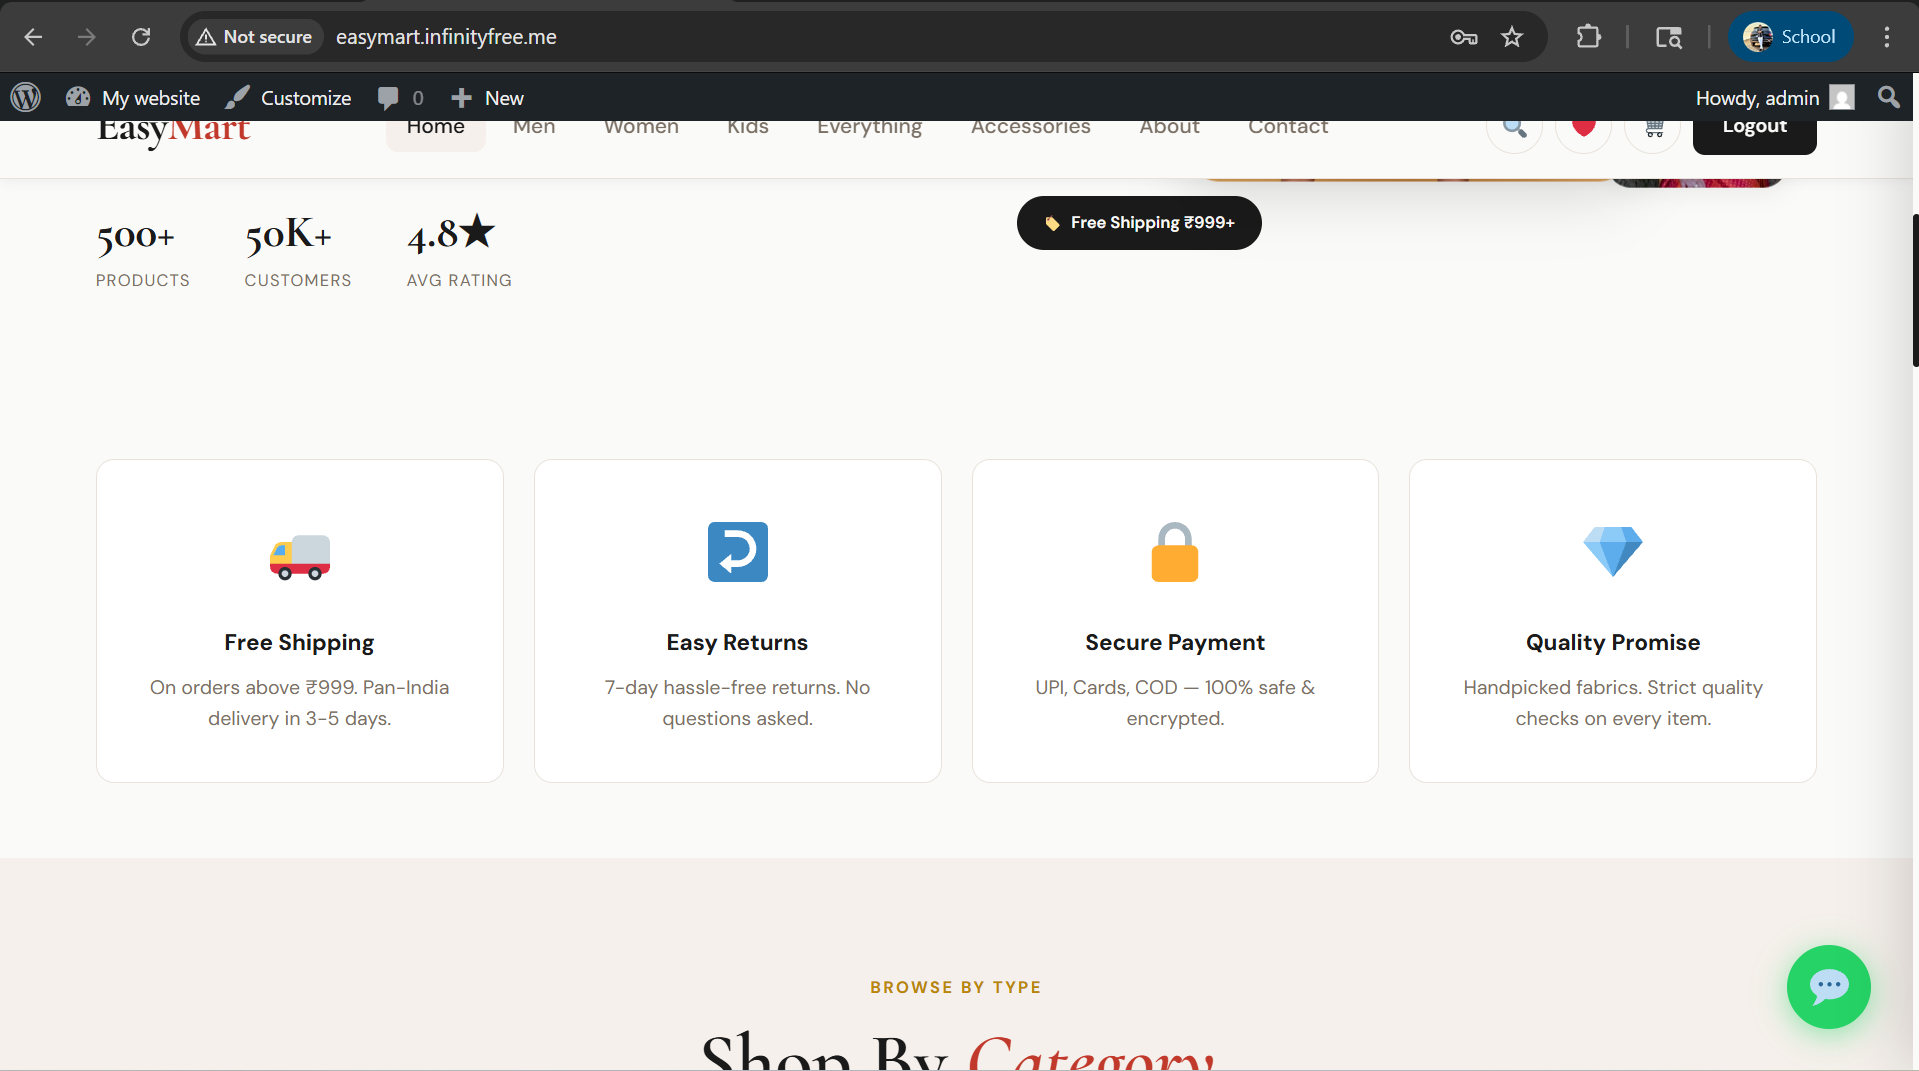 Not secure easymart.infinityfree.me School
My website Customize 0 New Howdy, admin
EasyMart Home Men Women Kids Everything Accessories About Contact Logout
Free Shipping ₹999+
500+ 50K+ 4.8★
PRODUCTS CUSTOMERS AVG RATING
Free Shipping
On orders above ₹999. Pan-India
delivery in 3-5 days.
Easy Returns
7-day hassle-free returns. No
questions asked.
Secure Payment
UPI, Cards, COD — 100% safe &
encrypted.
Quality Promise
Handpicked fabrics. Strict quality
checks on every item.
BROWSE BY TYPE
Shop By Category